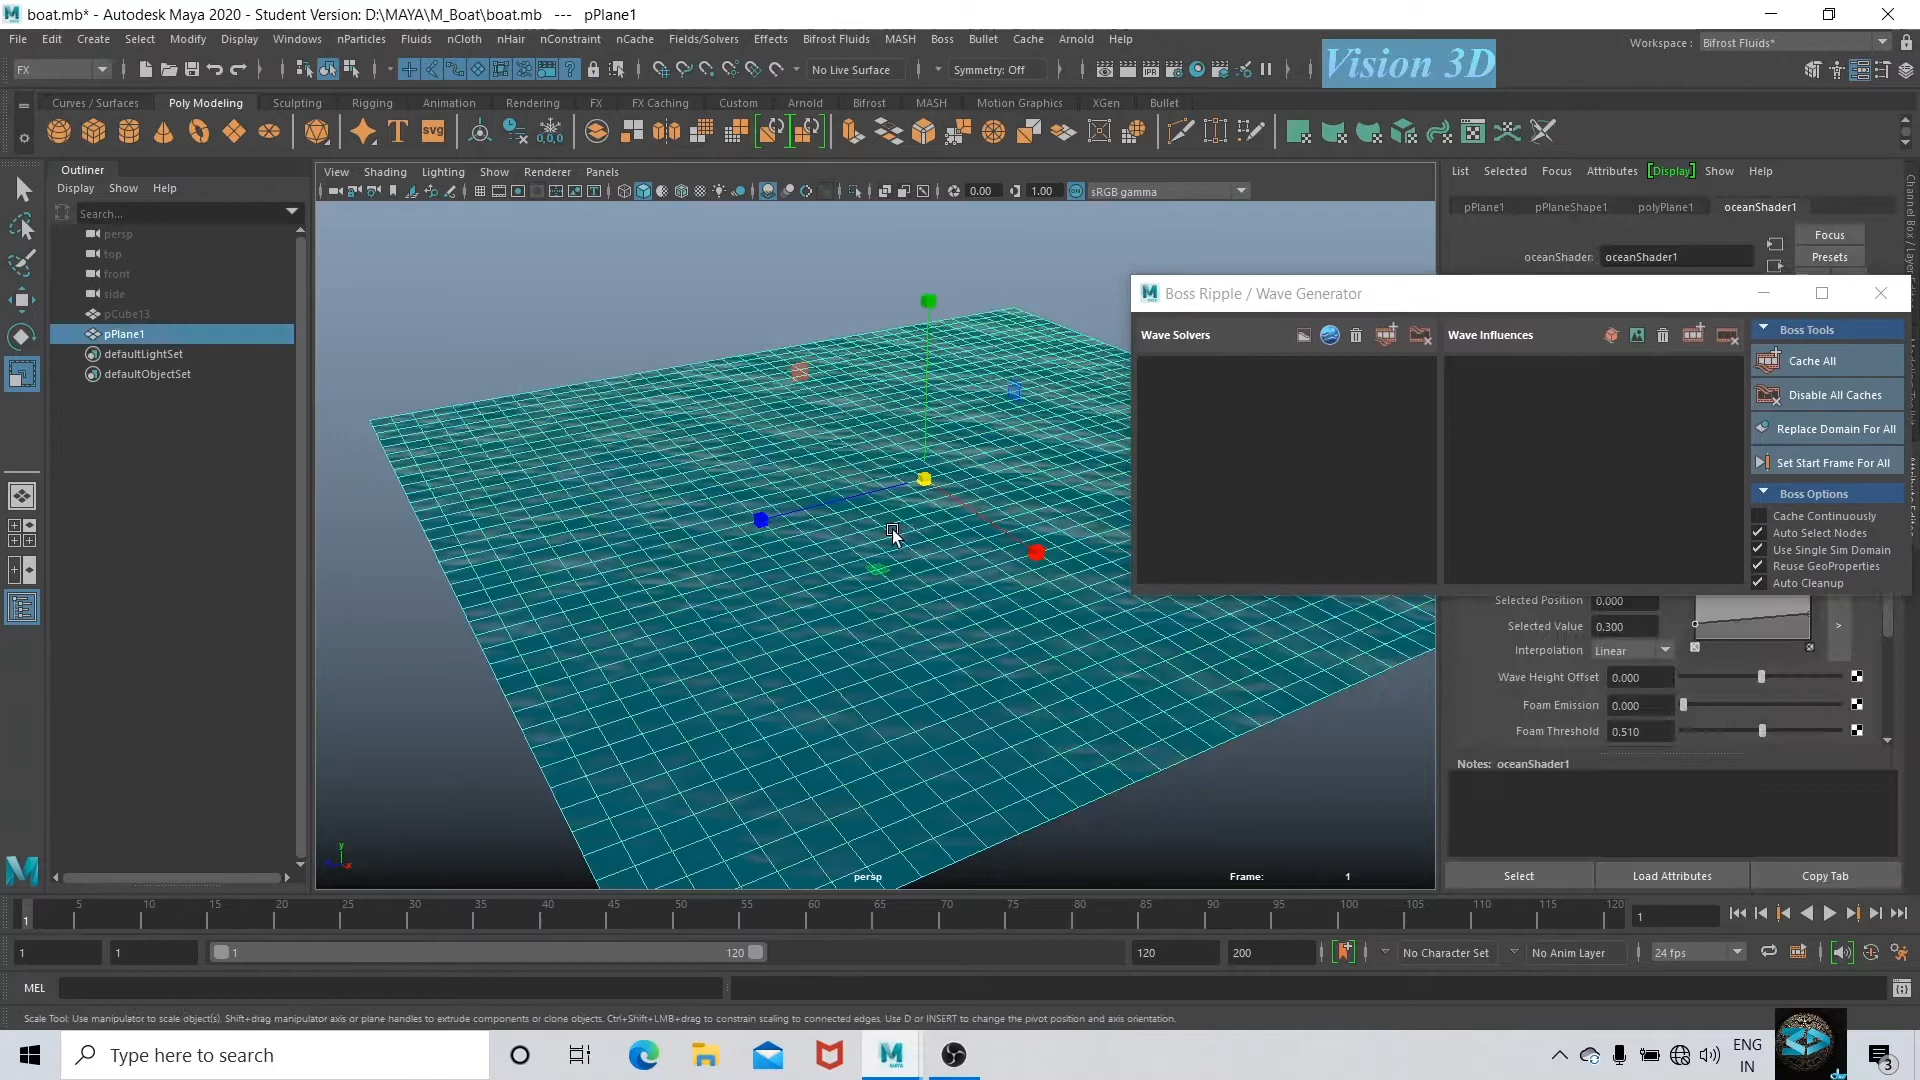 boat.mb* - Autodesk Maya 2020 - Student Version: D:\MAYA\M_Boat\boat.mb --- pPlane1
File Edit Create Select Modify Display Windows nParticles Fluids nCloth nHair nConstraint nCache Fields/Solvers Effects Bifrost Fluids MASH Boss Bullet Cache Arnold Help
Workspace : Bifrost Fluids*
FX No Live Surface Symmetry: Off
Vision 3D
Curves / Surfaces Poly Modeling Sculpting Rigging Animation Rendering FX FX Caching Custom Arnold Bifrost MASH Motion Graphics XGen Bullet
T svg 0,0,0
Outliner
Display Show Help
Search...
persp
top
front
side
pCube13
pPlane1
defaultLightSet
defaultObjectSet
View Shading Lighting Show Renderer Panels
0.00 1.00 sRGB gamma
List Selected Focus Attributes Display Show Help
pPlane1 pPlaneShape1 polyPlane1 oceanShader1
Focus
oceanShader: oceanShader1 Presets
Channel Box / Layer Editor
Boss Ripple / Wave Generator
Wave Solvers
Wave Influences
Boss Tools
Cache All
Disable All Caches
Replace Domain For All
Set Start Frame For All
Boss Options
Cache Continuously
Auto Select Nodes
Use Single Sim Domain
Reuse GeoProperties
Auto Cleanup
Selected Position 0.000
Selected Value 0.300 >
Interpolation Linear
Wave Height Offset 0.000
Foam Emission 0.000
Foam Threshold 0.510
Notes: oceanShader1
Select Load Attributes Copy Tab
y
x
persp
Frame: 1
1 5 10 15 20 25 30 35 40 45 50 55 60 65 70 75 80 85 90 95 100 105 110 115 120 1
1 1 1 120 120 200 No Character Set No Anim Layer 24 fps
MEL
Scale Tool: Use manipulator to scale object(s). Shift+drag manipulator axis or plane handles to extrude components or clone objects. Ctrl+Shift+LMB+drag to constrain scaling to connected edges. Use D or INSERT to change the pivot position and axis orientation.
Type here to search
ENG
IN
3